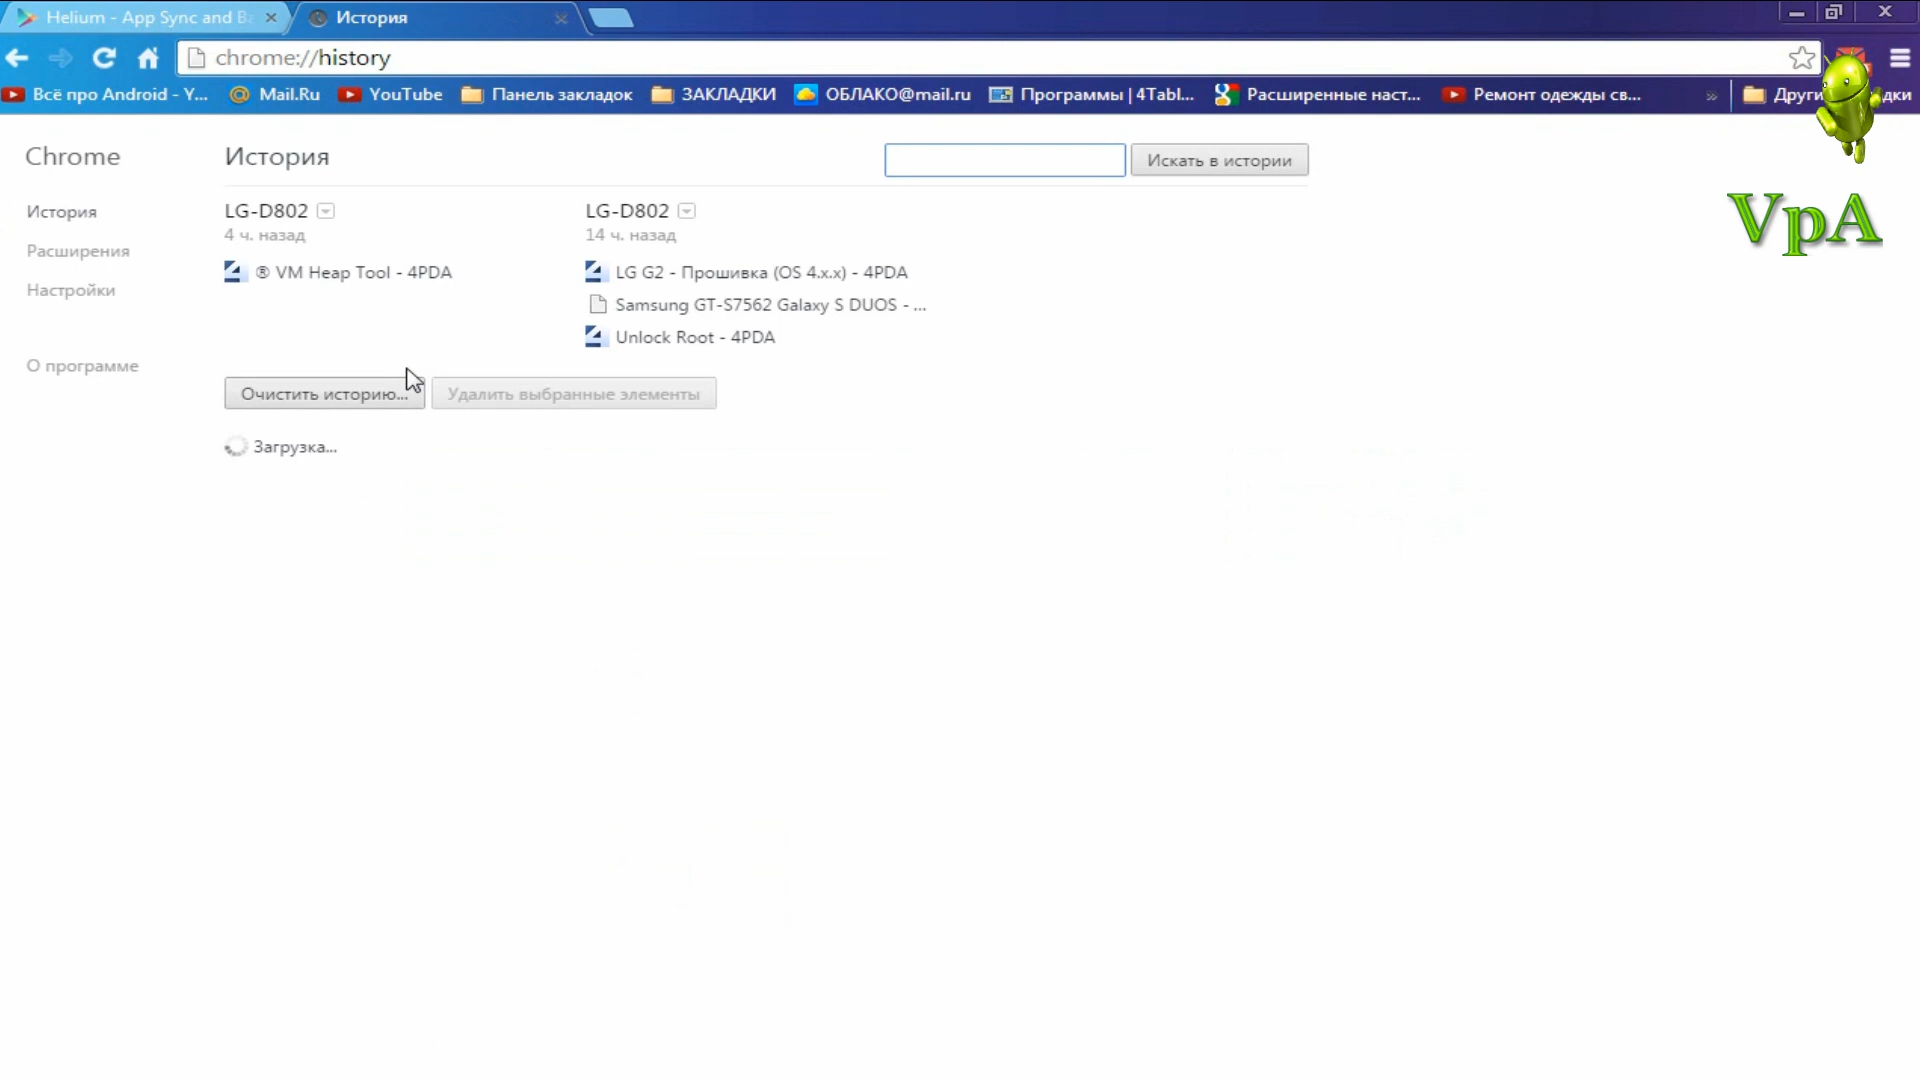 Helium - App Sync and Ba
История
chrome://history
Всё про Android - Y...
Mail.Ru
YouTube
Панель закладок
ЗАКЛАДКИ
ОБЛАКО@mail.ru
Программы | 4Tabl...
Расширенные наст...
Ремонт одежды св...
»
Chrome
История
Искать в истории
VpA
История
Расширения
Настройки
О программе
LG-D802
4 ч. назад
® VM Heap Tool - 4PDA
LG-D802
14 ч. назад
LG G2 - Прошивка (OS 4.x.x) - 4PDA
Samsung GT-S7562 Galaxy S DUOS - ...
Unlock Root - 4PDA
Очистить историю...
Удалить выбранные элементы
Загрузка...